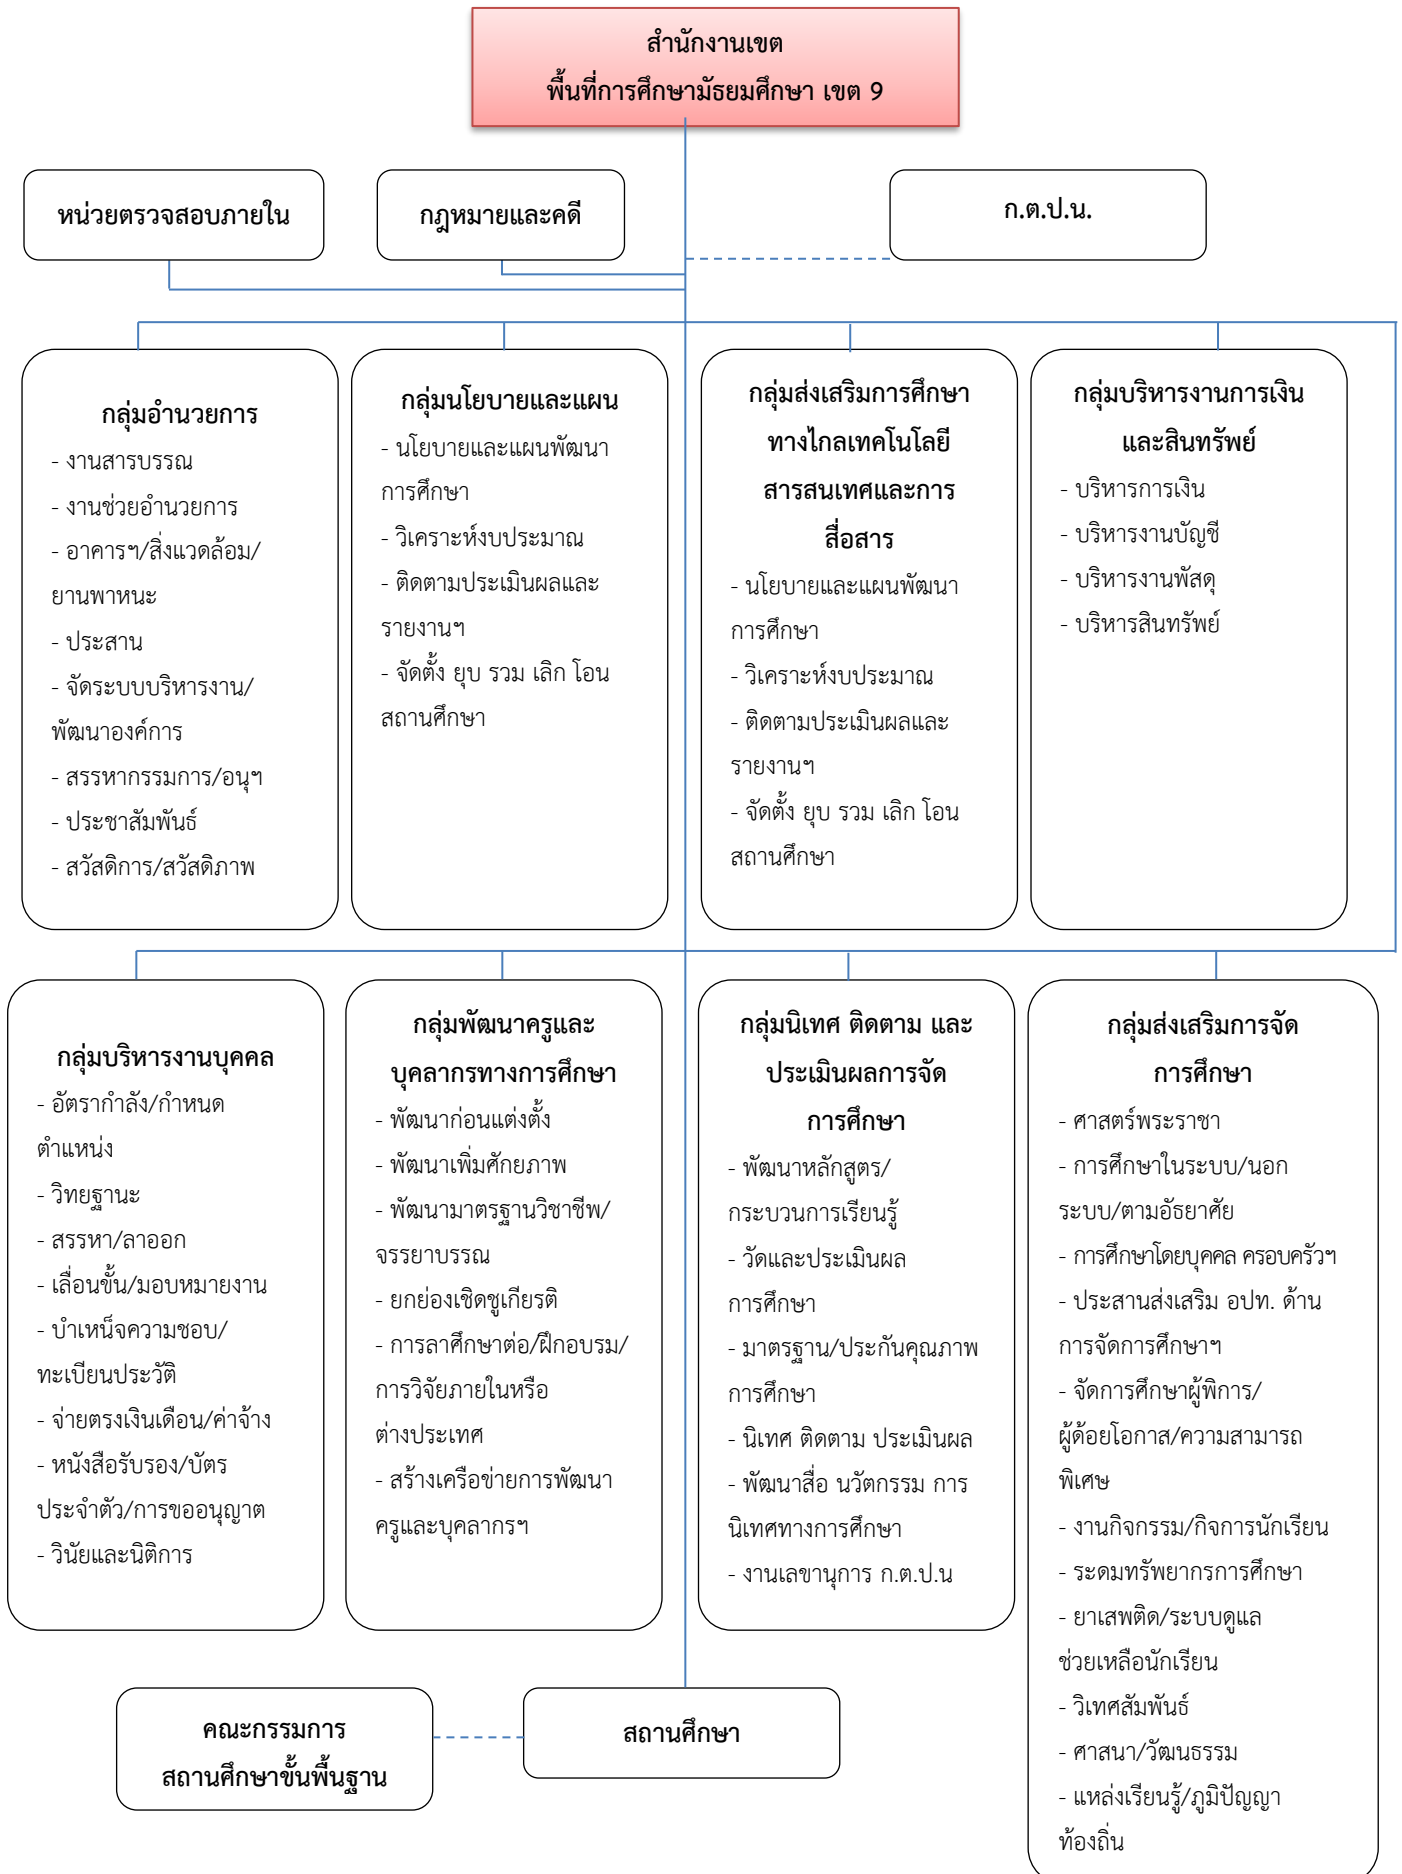 สำนักงานเขต
พื้นที่การศึกษามัธยมศึกษา เขต 9
หน่วยตรวจสอบภายใน
กฎหมายและคดี
ก.ต.ป.น.
กลุ่มอำนวยการ
- งานสารบรรณ
- งานช่วยอำนวยการ
- อาคารฯ/สิ่งแวดล้อม/
ยานพาหนะ
- ประสาน
- จัดระบบบริหารงาน/
พัฒนาองค์การ
- สรรหากรรมการ/อนุฯ
- ประชาสัมพันธ์
- สวัสดิการ/สวัสดิภาพ
กลุ่มนโยบายและแผน
- นโยบายและแผนพัฒนา
การศึกษา
- วิเคราะห์งบประมาณ
- ติดตามประเมินผลและ
รายงานฯ
- จัดตั้ง ยุบ รวม เลิก โอน
สถานศึกษา
กลุ่มส่งเสริมการศึกษา
ทางไกลเทคโนโลยี
สารสนเทศและการ
สื่อสาร
- นโยบายและแผนพัฒนา
การศึกษา
- วิเคราะห์งบประมาณ
- ติดตามประเมินผลและ
รายงานฯ
- จัดตั้ง ยุบ รวม เลิก โอน
สถานศึกษา
กลุ่มบริหารงานการเงิน
และสินทรัพย์
- บริหารการเงิน
- บริหารงานบัญชี
- บริหารงานพัสดุ
- บริหารสินทรัพย์
กลุ่มบริหารงานบุคคล
- อัตรากำลัง/กำหนด
ตำแหน่ง
- วิทยฐานะ
- สรรหา/ลาออก
- เลื่อนขั้น/มอบหมายงาน
- บำเหน็จความชอบ/
ทะเบียนประวัติ
- จ่ายตรงเงินเดือน/ค่าจ้าง
- หนังสือรับรอง/บัตร
ประจำตัว/การขออนุญาต
- วินัยและนิติการ
กลุ่มพัฒนาครูและ
บุคลากรทางการศึกษา
- พัฒนาก่อนแต่งตั้ง
- พัฒนาเพิ่มศักยภาพ
- พัฒนามาตรฐานวิชาชีพ/
จรรยาบรรณ
- ยกย่องเชิดชูเกียรติ
- การลาศึกษาต่อ/ฝึกอบรม/
การวิจัยภายในหรือ
ต่างประเทศ
- สร้างเครือข่ายการพัฒนา
ครูและบุคลากรฯ
กลุ่มนิเทศ ติดตาม และ
ประเมินผลการจัด
การศึกษา
- พัฒนาหลักสูตร/
กระบวนการเรียนรู้
- วัดและประเมินผล
การศึกษา
- มาตรฐาน/ประกันคุณภาพ
การศึกษา
- นิเทศ ติดตาม ประเมินผล
- พัฒนาสื่อ นวัตกรรม การ
นิเทศทางการศึกษา
- งานเลขานุการ ก.ต.ป.น
กลุ่มส่งเสริมการจัด
การศึกษา
- ศาสตร์พระราชา
- การศึกษาในระบบ/นอก
ระบบ/ตามอัธยาศัย
- การศึกษาโดยบุคคล ครอบครัวฯ
- ประสานส่งเสริม อปท. ด้าน
การจัดการศึกษาฯ
- จัดการศึกษาผู้พิการ/
ผู้ด้อยโอกาส/ความสามารถ
พิเศษ
- งานกิจกรรม/กิจการนักเรียน
- ระดมทรัพยากรการศึกษา
- ยาเสพติด/ระบบดูแล
ช่วยเหลือนักเรียน
- วิเทศสัมพันธ์
- ศาสนา/วัฒนธรรม
- แหล่งเรียนรู้/ภูมิปัญญา
ท้องถิ่น
คณะกรรมการ
สถานศึกษาขั้นพื้นฐาน
สถานศึกษา